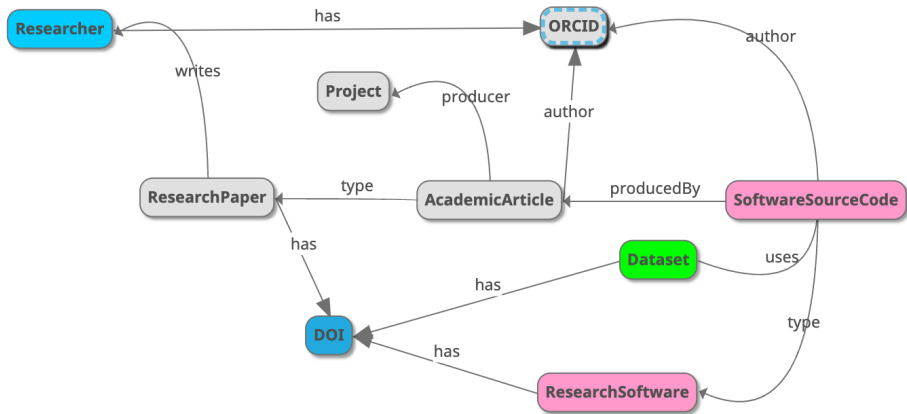 has
Researcher
ORCID
author
writes
Project
producer
author
ResearchPaper
type
AcademicArticle
producedBy
SoftwareSourceCode
has
Dataset
uses
has
DOI
type
has
ResearchSoftware